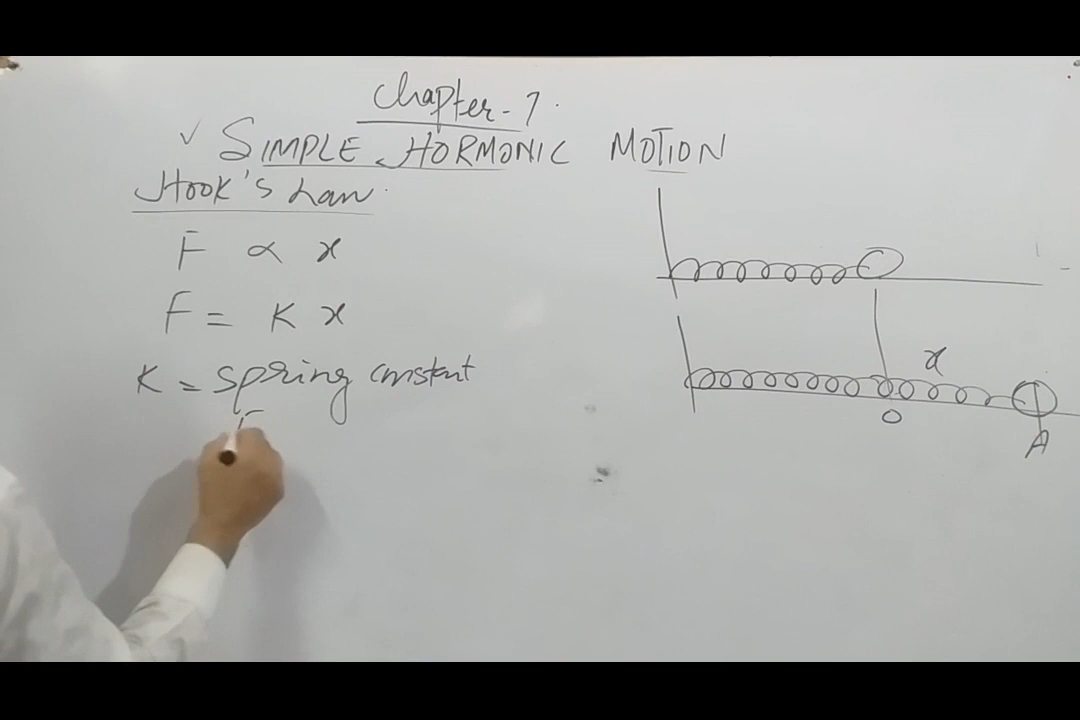 Chapter-7.
✓ SIMPLE HORMONIC MOTION
Hook's Law.
F ∝ x
F = K x
K = spring constant
F
x
O
A